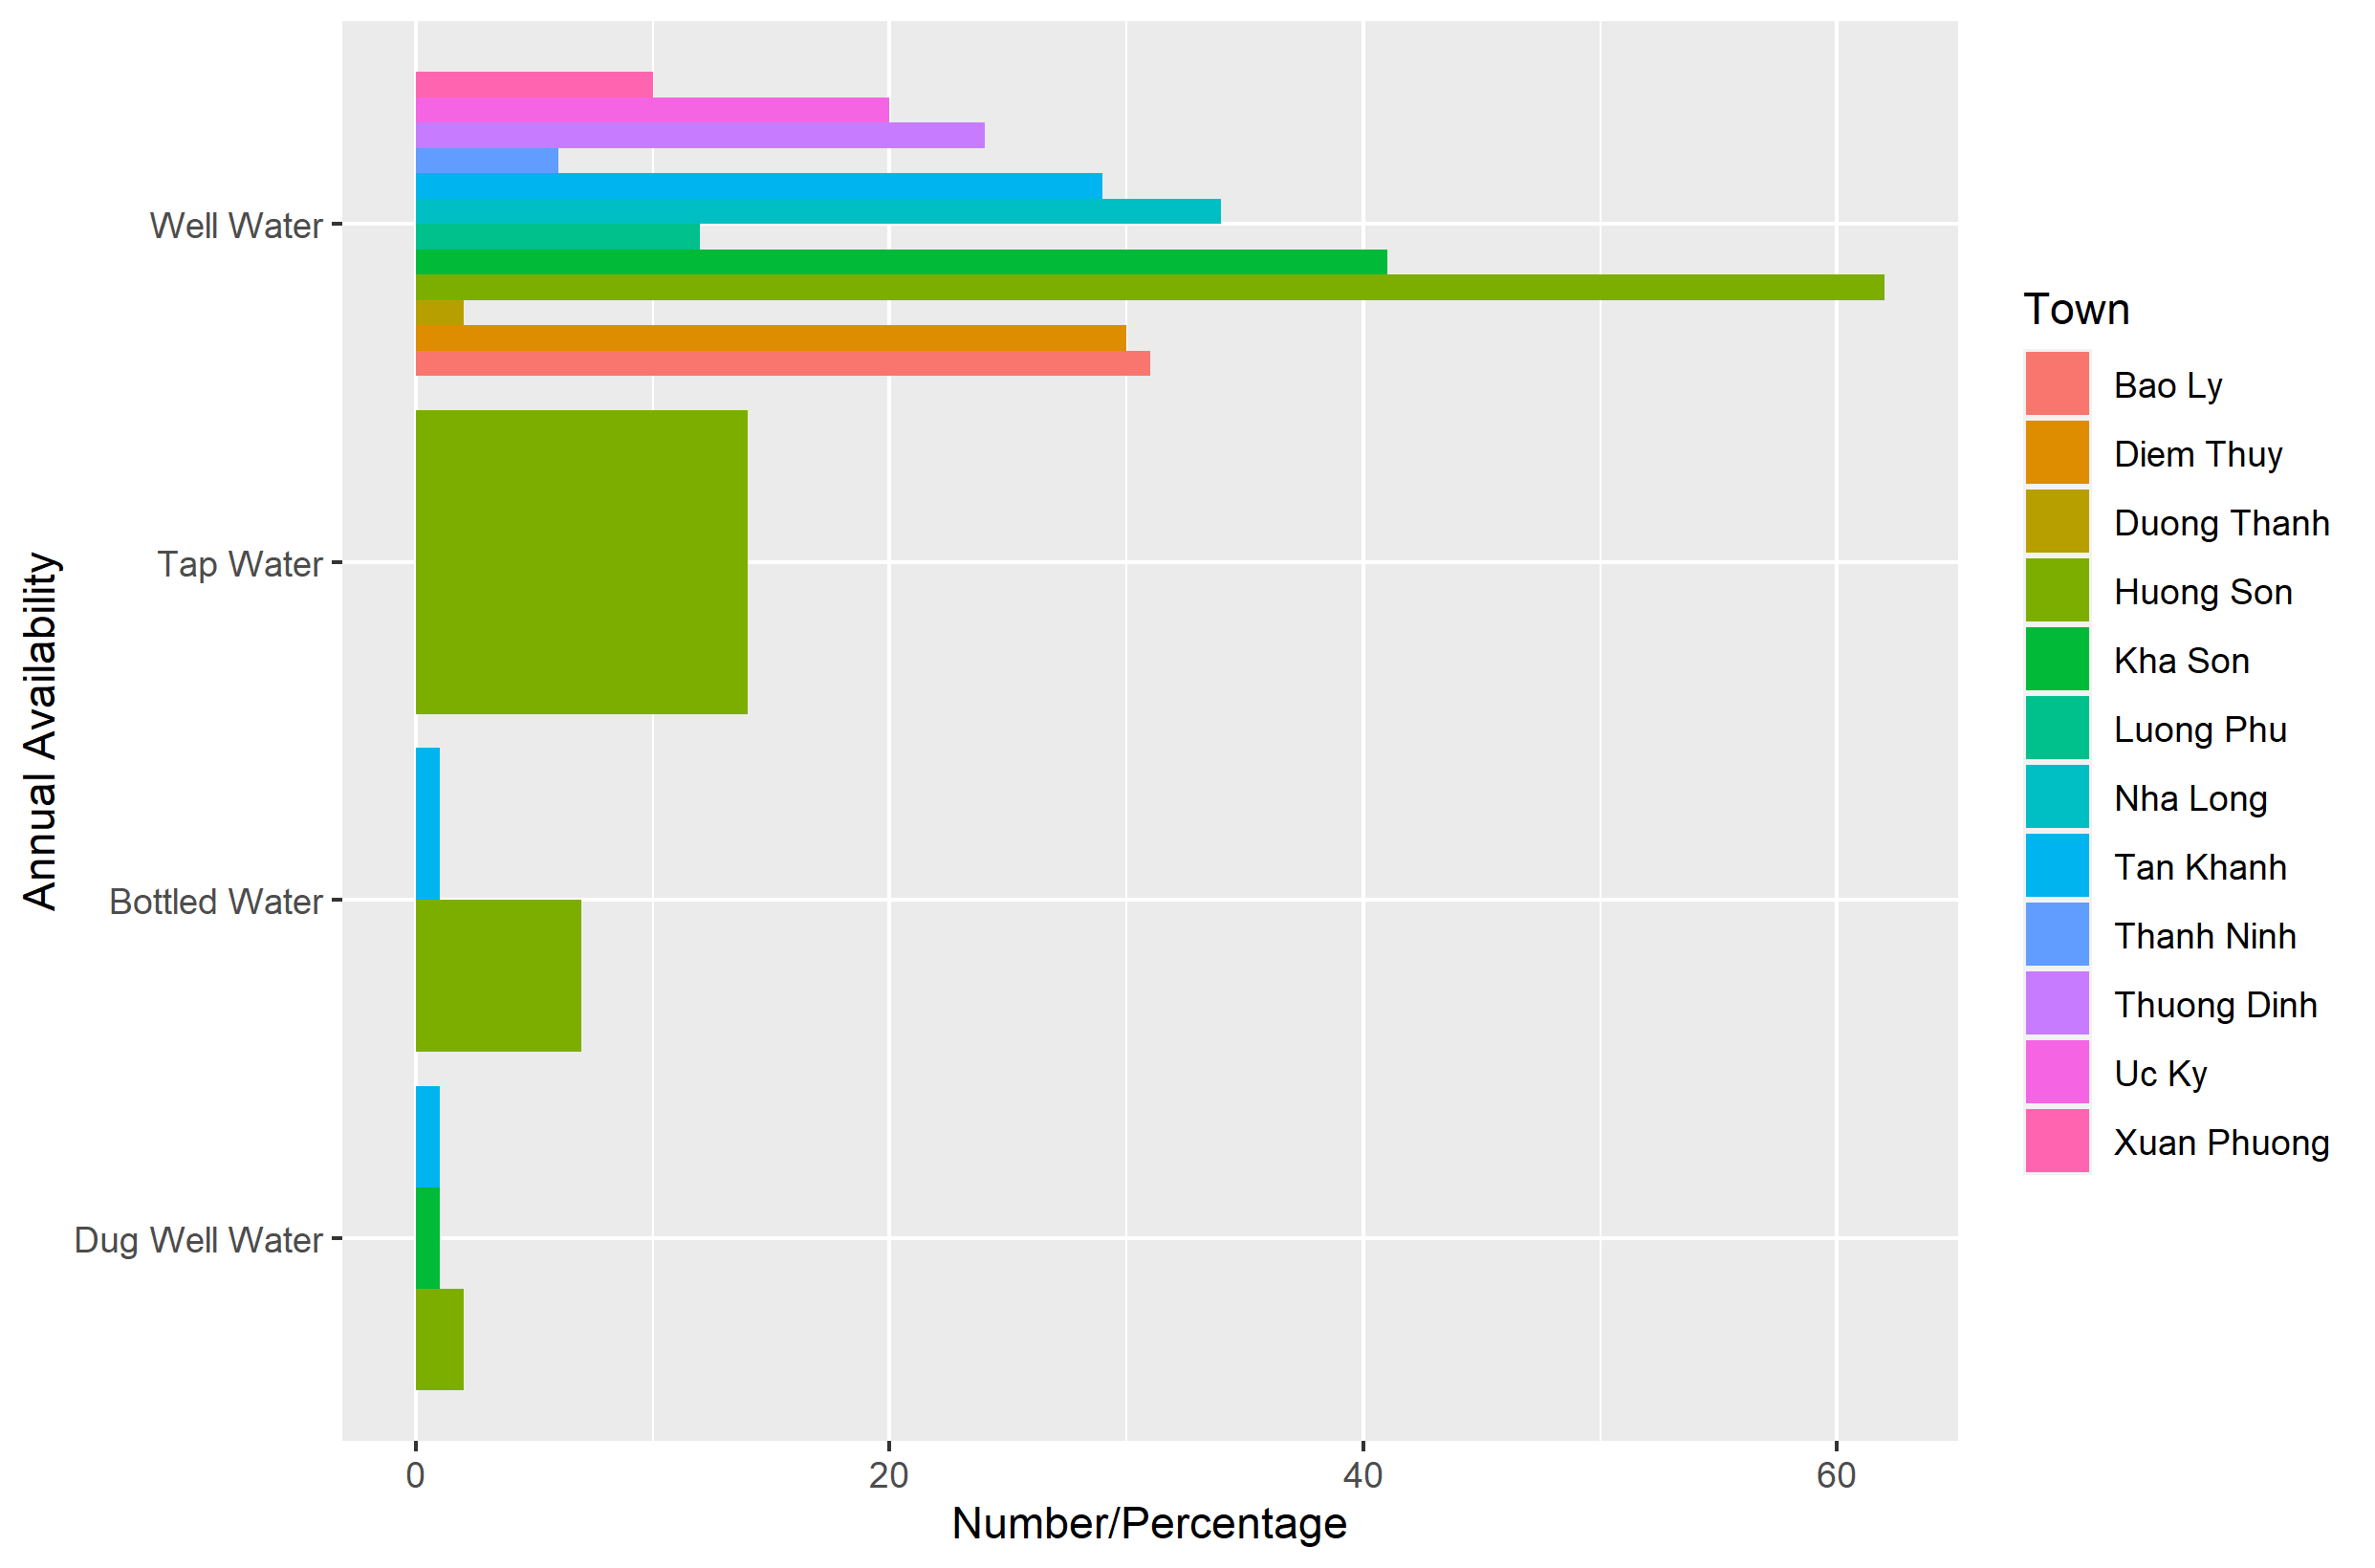 Annual Availability
Well Water
Tap Water
Bottled Water
Dug Well Water
0 20 40 60
Number/Percentage
Town
Bao Ly
Diem Thuy
Duong Thanh
Huong Son
Kha Son
Luong Phu
Nha Long
Tan Khanh
Thanh Ninh
Thuong Dinh
Uc Ky
Xuan Phuong